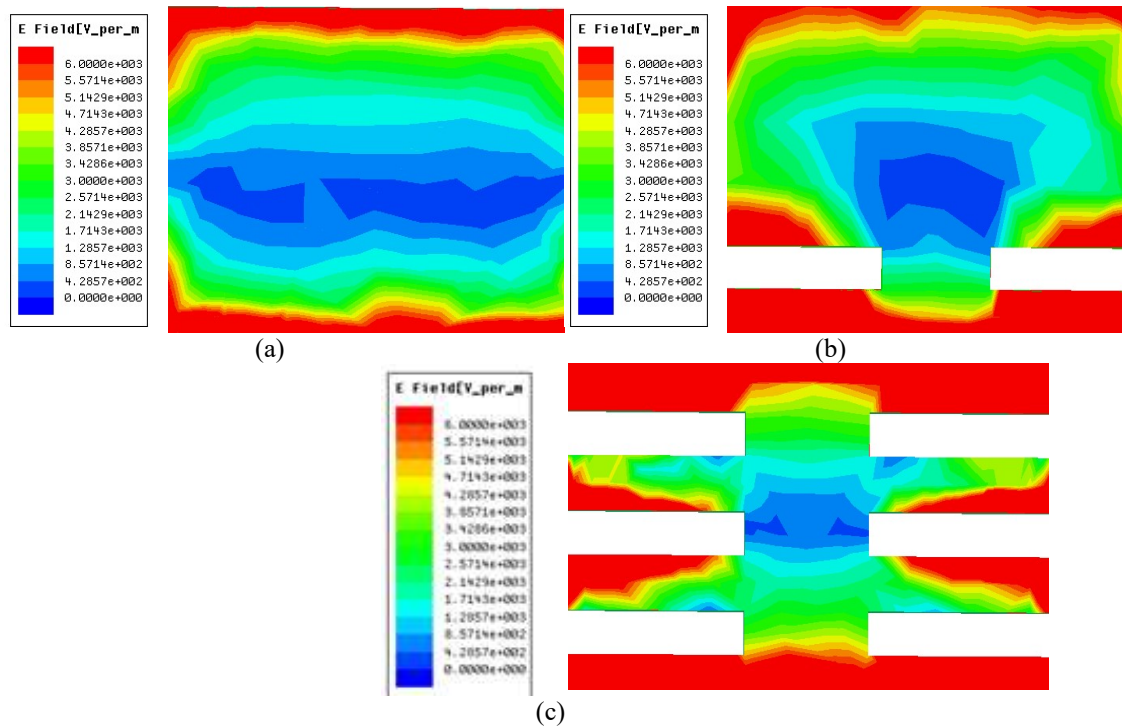 E Field[V_per_m
6.0000e+003
5.5714e+003
5.1429e+003
4.7143e+003
4.2857e+003
3.8571e+003
3.4286e+003
3.0000e+003
2.5714e+003
2.1429e+003
1.7143e+003
1.2857e+003
8.5714e+002
4.2857e+002
0.0000e+000
(a)
E Field[V_per_m
6.0000e+003
5.5714e+003
5.1429e+003
4.7143e+003
4.2857e+003
3.8571e+003
3.4286e+003
3.0000e+003
2.5714e+003
2.1429e+003
1.7143e+003
1.2857e+003
8.5714e+002
4.2857e+002
0.0000e+000
(b)
E Field[V_per_m
6.0000e+003
5.5714e+003
5.1429e+003
4.7143e+003
4.2857e+003
3.8571e+003
3.4286e+003
3.0000e+003
2.5714e+003
2.1429e+003
1.7143e+003
1.2857e+003
8.5714e+002
4.2857e+002
0.0000e+000
(c)